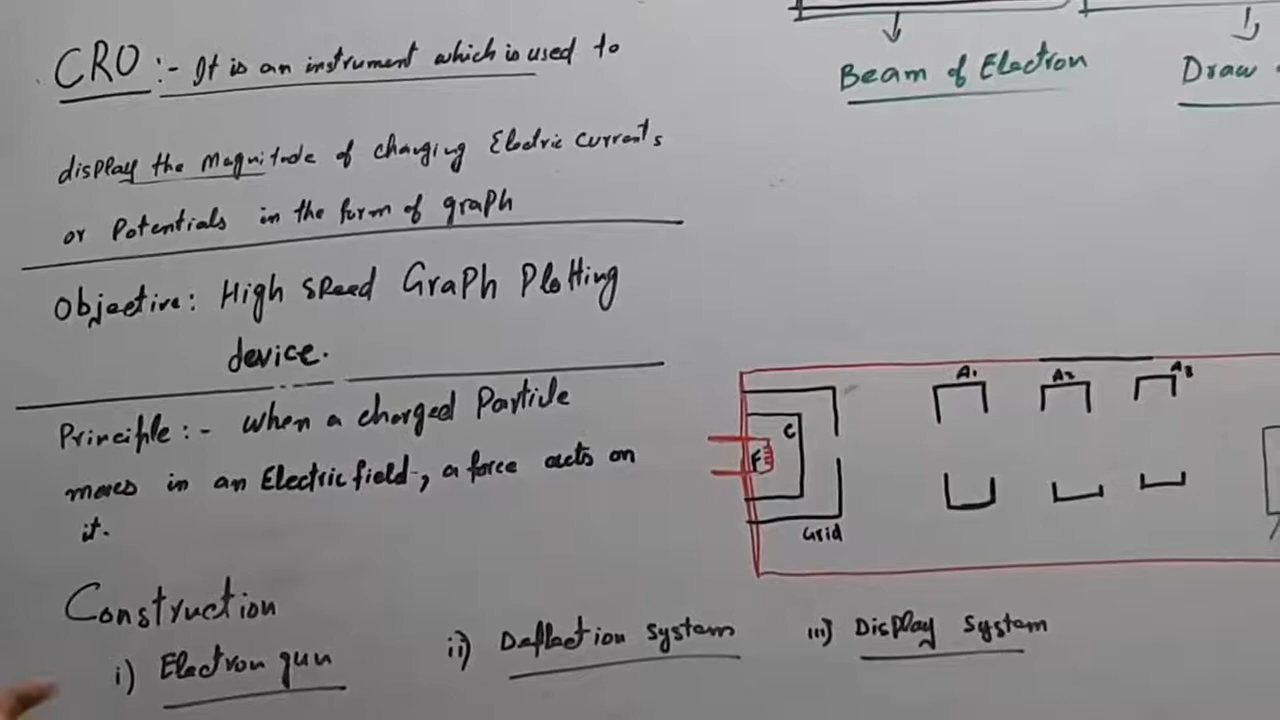 CRO :- It is an instrument which is used to
display the Magnitude of changing Electric Currents
or Potentials in the form of graph
Objective: High Speed Graph Plotting
device.
Principle :- When a charged Particle
moves in an Electric field, a force acts on
it.
Construction
i) Electron gun
ii) Deflection System
iii) Display System
Beam of Electron
Draw
A1
A2
A3
C
F
Grid